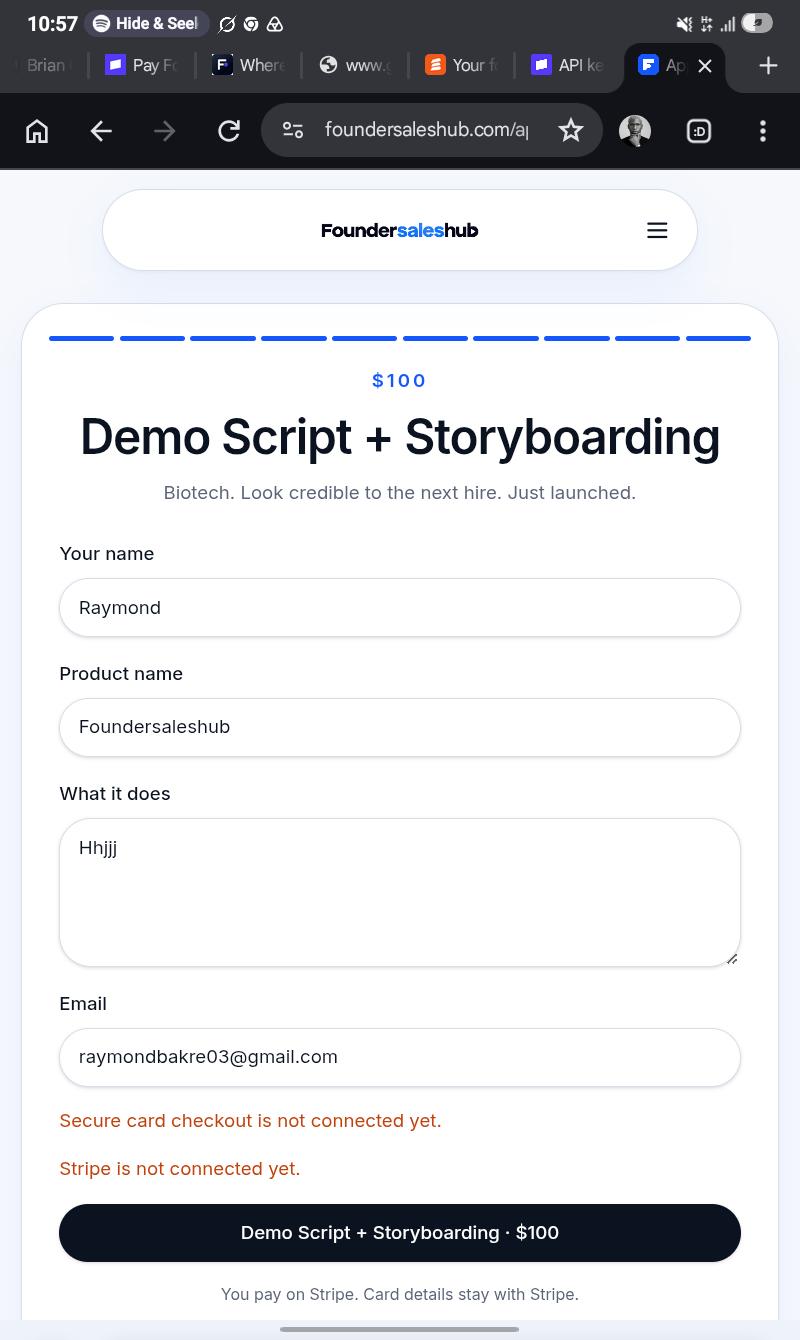 10:57 Hide & Seek
Brian Pay Fo Where www.g Your fo API ke Ap
foundersaleshub.com/ap :D
Foundersaleshub
$100
Demo Script + Storyboarding
Biotech. Look credible to the next hire. Just launched.
Your name
Raymond
Product name
Foundersaleshub
What it does
Hhjjj
Email
raymondbakre03@gmail.com
Secure card checkout is not connected yet.
Stripe is not connected yet.
Demo Script + Storyboarding · $100
You pay on Stripe. Card details stay with Stripe.